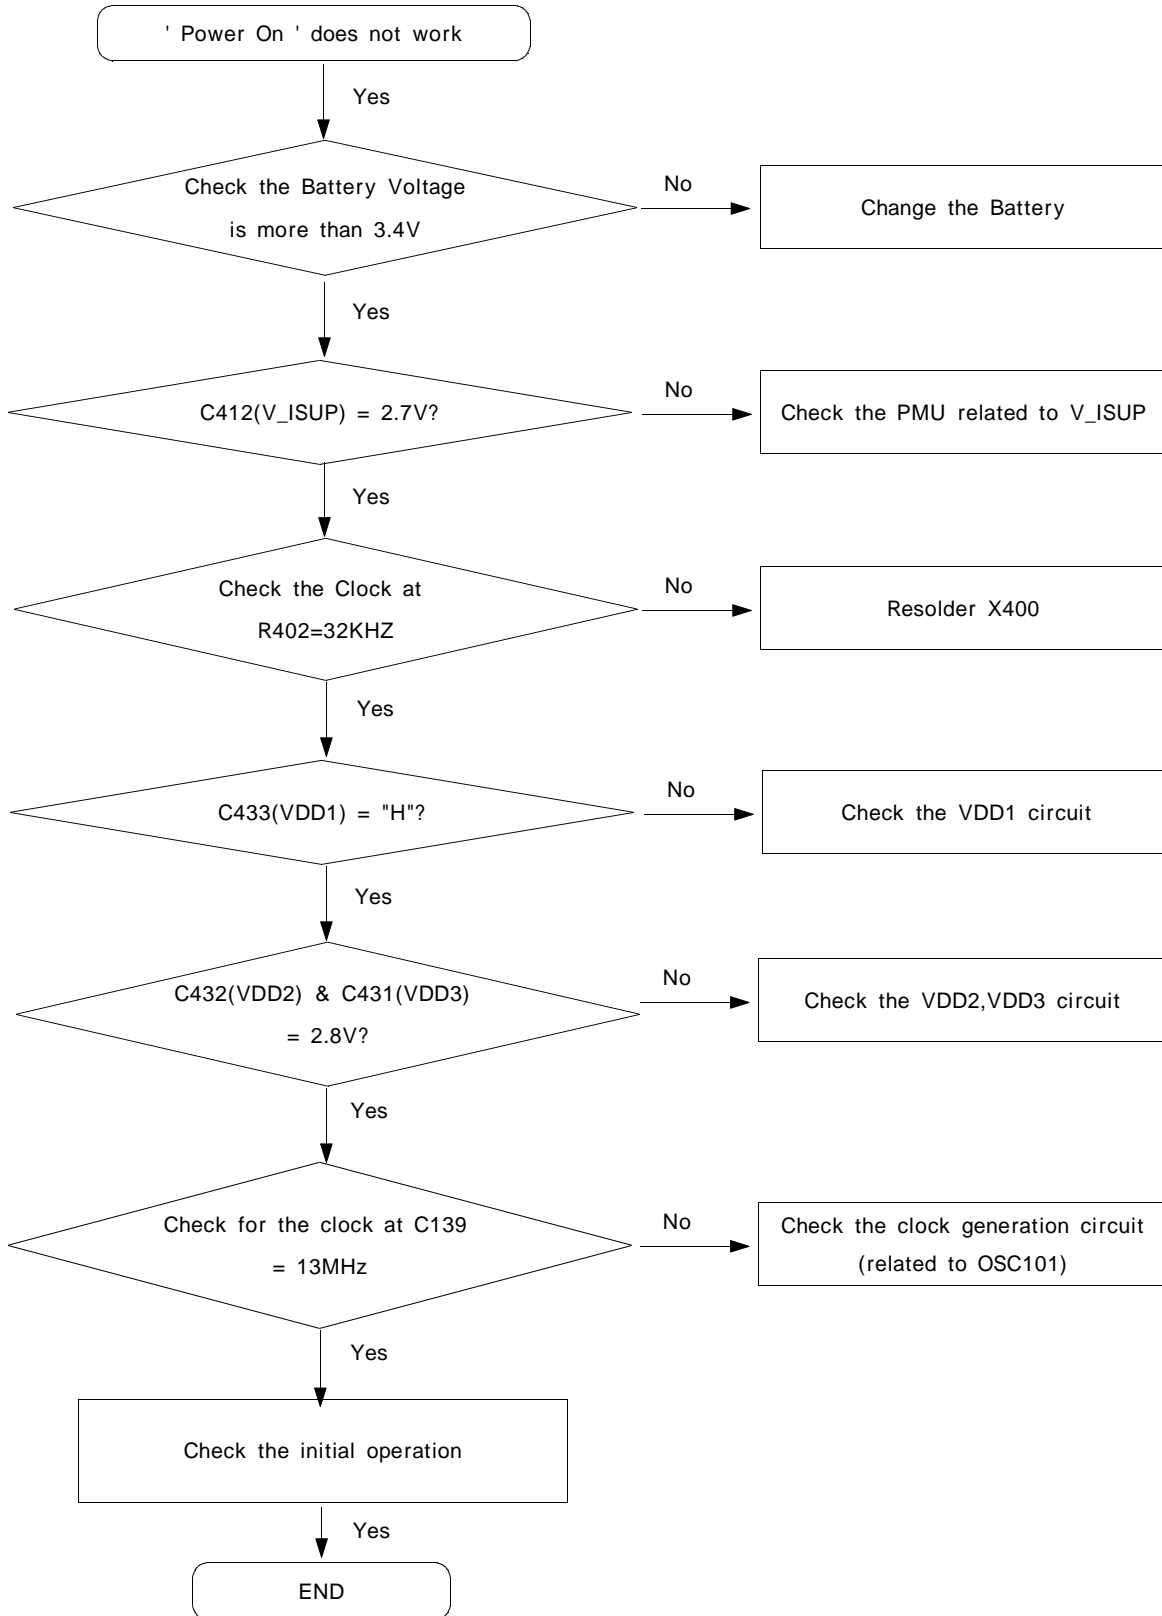 ' Power On ' does not work
Yes
Check the Battery Voltage
is more than 3.4V
No
Change the Battery
Yes
C412(V_ISUP) = 2.7V?
No
Check the PMU related to V_ISUP
Yes
Check the Clock at
R402=32KHZ
No
Resolder X400
Yes
C433(VDD1) = "H"?
No
Check the VDD1 circuit
Yes
C432(VDD2) & C431(VDD3)
= 2.8V?
No
Check the VDD2,VDD3 circuit
Yes
Check for the clock at C139
= 13MHz
No
Check the clock generation circuit
(related to OSC101)
Yes
Check the initial operation
Yes
END